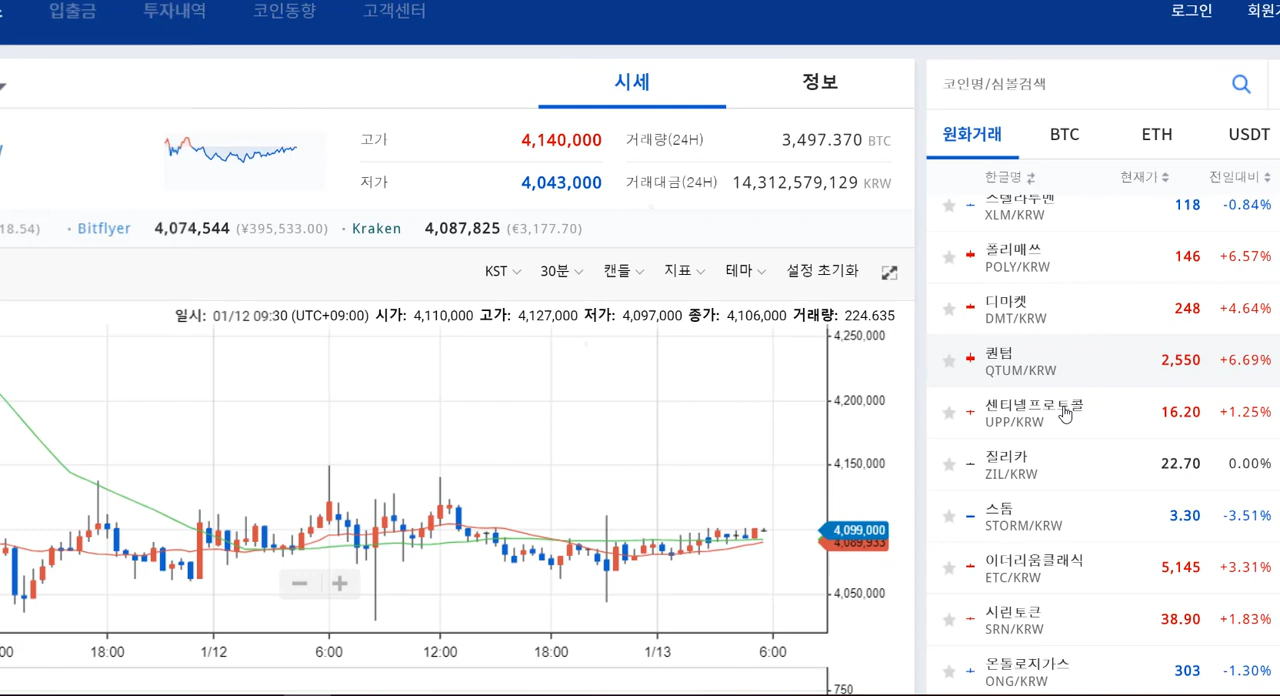 입출금 투자내역 코인동향 고객센터 로그인
시세 정보
코인명/심볼검색
고가 4,140,000 거래량(24H) 3,497.370 BTC
저가 4,043,000 거래대금(24H) 14,312,579,129 KRW
18.54) · Bitflyer 4,074,544 (¥395,533.00) · Kraken 4,087,825 (€3,177.70)
KST 30분 캔들 지표 테마 설정 초기화
일시: 01/12 09:30 (UTC+09:00) 시가: 4,110,000 고가: 4,127,000 저가: 4,097,000 종가: 4,106,000 거래량: 224.635
4,250,000
4,200,000
4,150,000
4,099,000
4,089,933
4,050,000
18:00 1/12 6:00 12:00 18:00 1/13 6:00
750
원화거래 BTC ETH USDT
한글명 현재가 전일대비
스텔라루멘 118 -0.84%
XLM/KRW
폴리매쓰 146 +6.57%
POLY/KRW
디마켓 248 +4.64%
DMT/KRW
퀀텀 2,550 +6.69%
QTUM/KRW
센티넬프로토콜 16.20 +1.25%
UPP/KRW
질리카 22.70 0.00%
ZIL/KRW
스톰 3.30 -3.51%
STORM/KRW
이더리움클래식 5,145 +3.31%
ETC/KRW
시린토큰 38.90 +1.83%
SRN/KRW
온톨로지가스 303 -1.30%
ONG/KRW